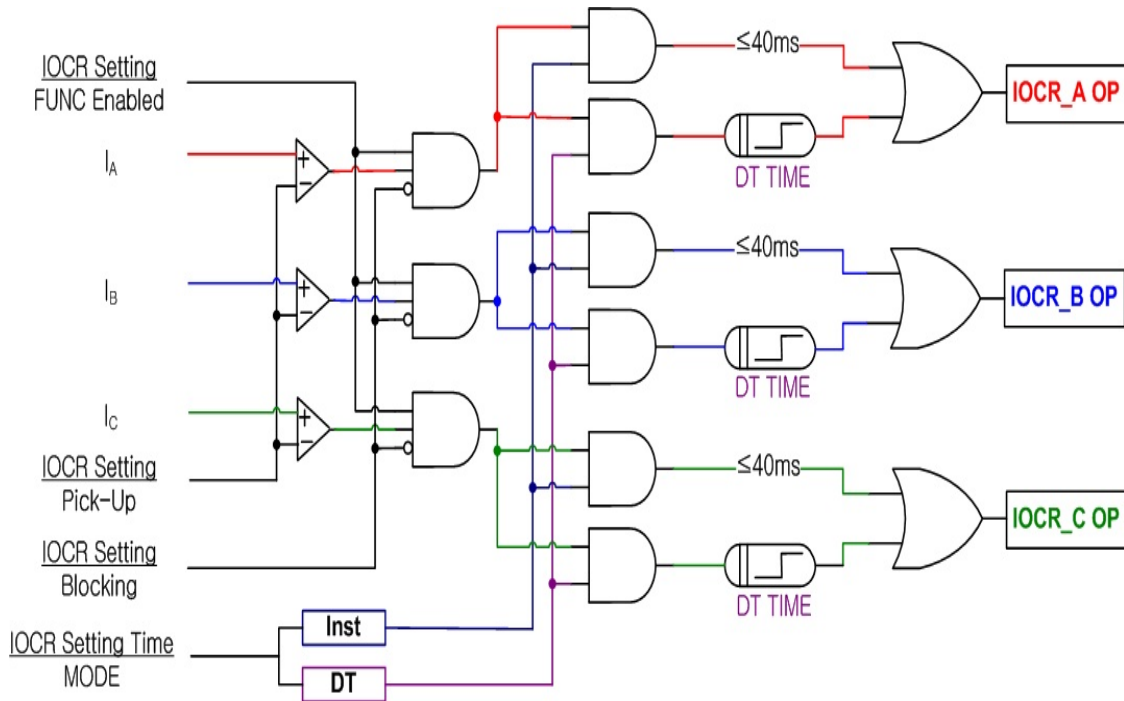 IOCR Setting
FUNC Enabled
IA
IB
IC
IOCR Setting
Pick-Up
IOCR Setting
Blocking
IOCR Setting Time
MODE
Inst
DT
+
−
+
−
+
−
≤40ms
DT TIME
≤40ms
DT TIME
≤40ms
DT TIME
IOCR_A OP
IOCR_B OP
IOCR_C OP